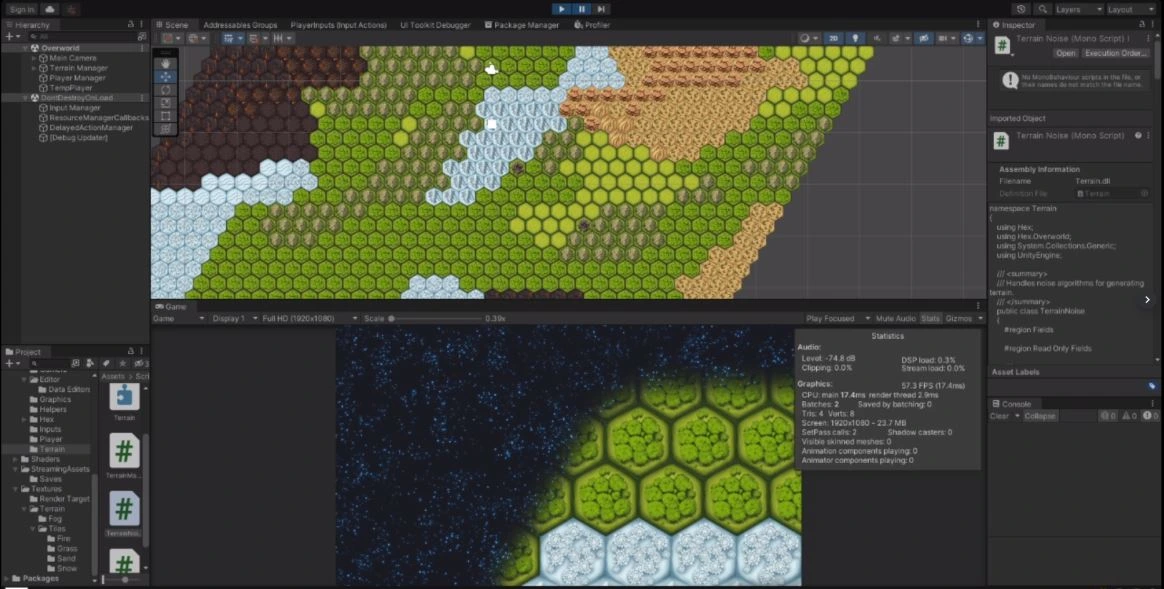 Sign in
Layers
Layout
Hierarchy
All
Overworld
Main Camera
Terrain Manager
Player Manager
TempPlayer
DontDestroyOnLoad
Input Manager
ResourceManagerCallbacks
DelayedActionManager
[Debug Updater]
Scene
Addressables Groups
PlayerInputs (Input Actions)
UI Toolkit Debugger
Package Manager
Profiler
2D
Game
Game
Display 1
Full HD (1920x1080)
Scale
0.39x
Play Focused
Mute Audio
Stats
Gizmos
Statistics
Audio:
Level: -74.8 dB
DSP load: 0.3%
Clipping: 0.0%
Stream load: 0.0%
Graphics:
57.3 FPS (17.4ms)
CPU: main 17.4ms render thread 2.9ms
Batches: 2
Saved by batching: 0
Tris: 4 Verts: 8
Screen: 1920x1080 - 23.7 MB
SetPass calls: 2
Shadow casters: 0
Visible skinned meshes: 0
Animation components playing: 0
Animator components playing: 0
Project
Assets
Editor
Data Editors
Graphics
Helpers
Hex
Inputs
Player
Terrain
Shaders
StreamingAssets
Saves
Textures
Render Target
Terrain
Fog
Tiles
Fire
Grass
Sand
Snow
Packages
Terrain
Inspector
Terrain Noise (Mono Script)
Open
Execution Order...
No MonoBehaviour scripts in the file, or
their names do not match the file name.
Imported Object
Terrain Noise (Mono Script)
Assembly Information
Filename
Terrain.dll
Definition File
Terrain
namespace Terrain
{
using Hex;
using Hex.Overworld;
using System.Collections.Generic;
using UnityEngine;
/// <summary>
/// Handles noise algorithms for generating
terrain.
/// </summary>
public class TerrainNoise
{
#region Fields
#region Read Only Fields
Asset Labels
Console
Clear
Collapse
0
0
0